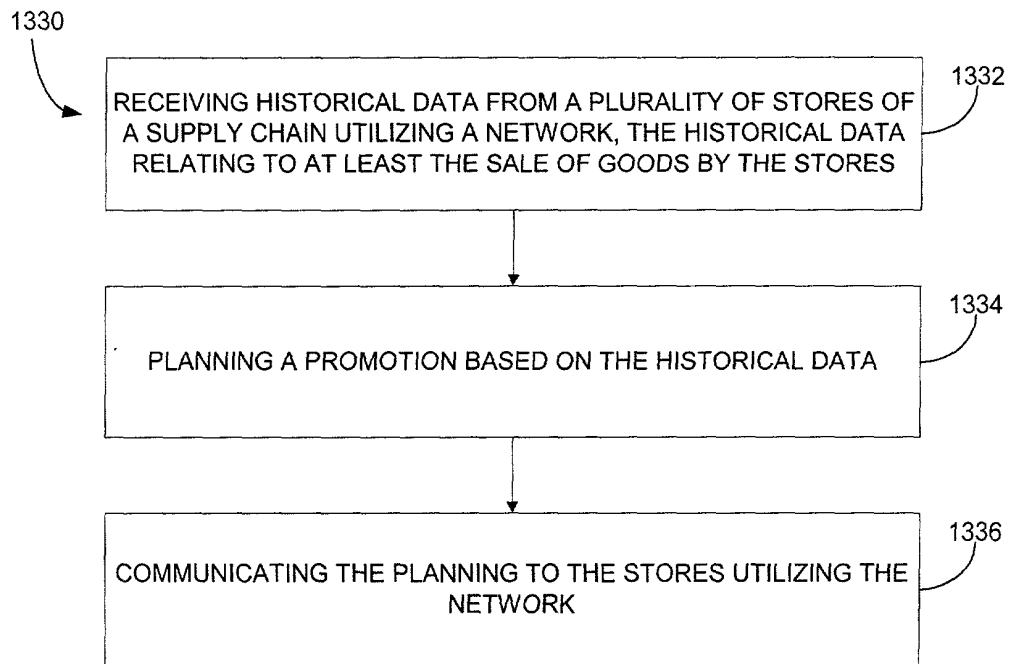 1330
1332
RECEIVING HISTORICAL DATA FROM A PLURALITY OF STORES OF
A SUPPLY CHAIN UTILIZING A NETWORK, THE HISTORICAL DATA
RELATING TO AT LEAST THE SALE OF GOODS BY THE STORES
1334
PLANNING A PROMOTION BASED ON THE HISTORICAL DATA
1336
COMMUNICATING THE PLANNING TO THE STORES UTILIZING THE
NETWORK